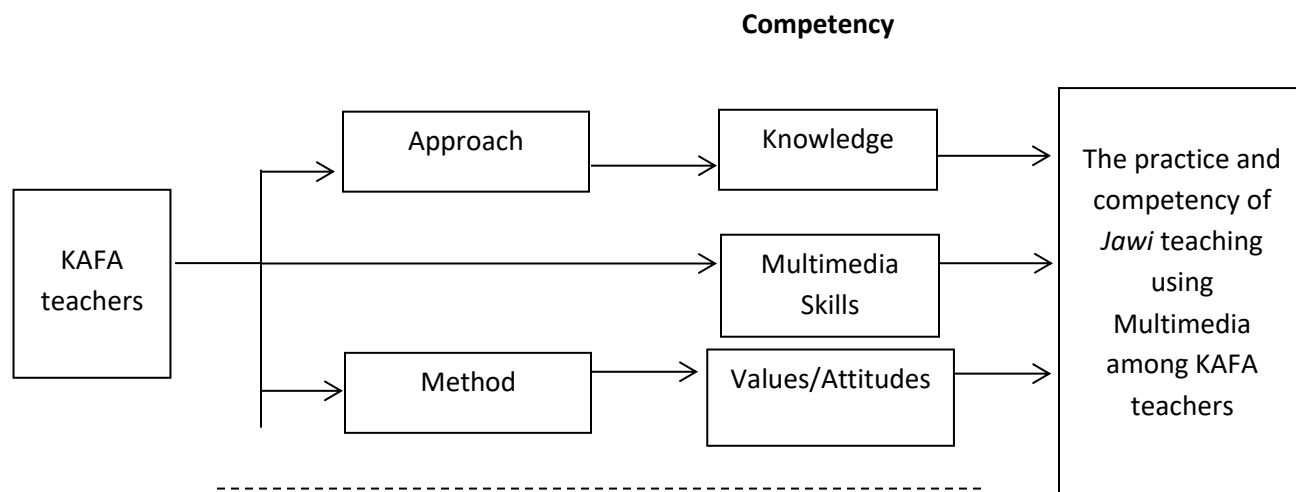 Competency
KAFA
teachers
Approach
Knowledge
Multimedia
Skills
Method
Values/Attitudes
The practice and
competency of
Jawi teaching
using
Multimedia
among KAFA
teachers